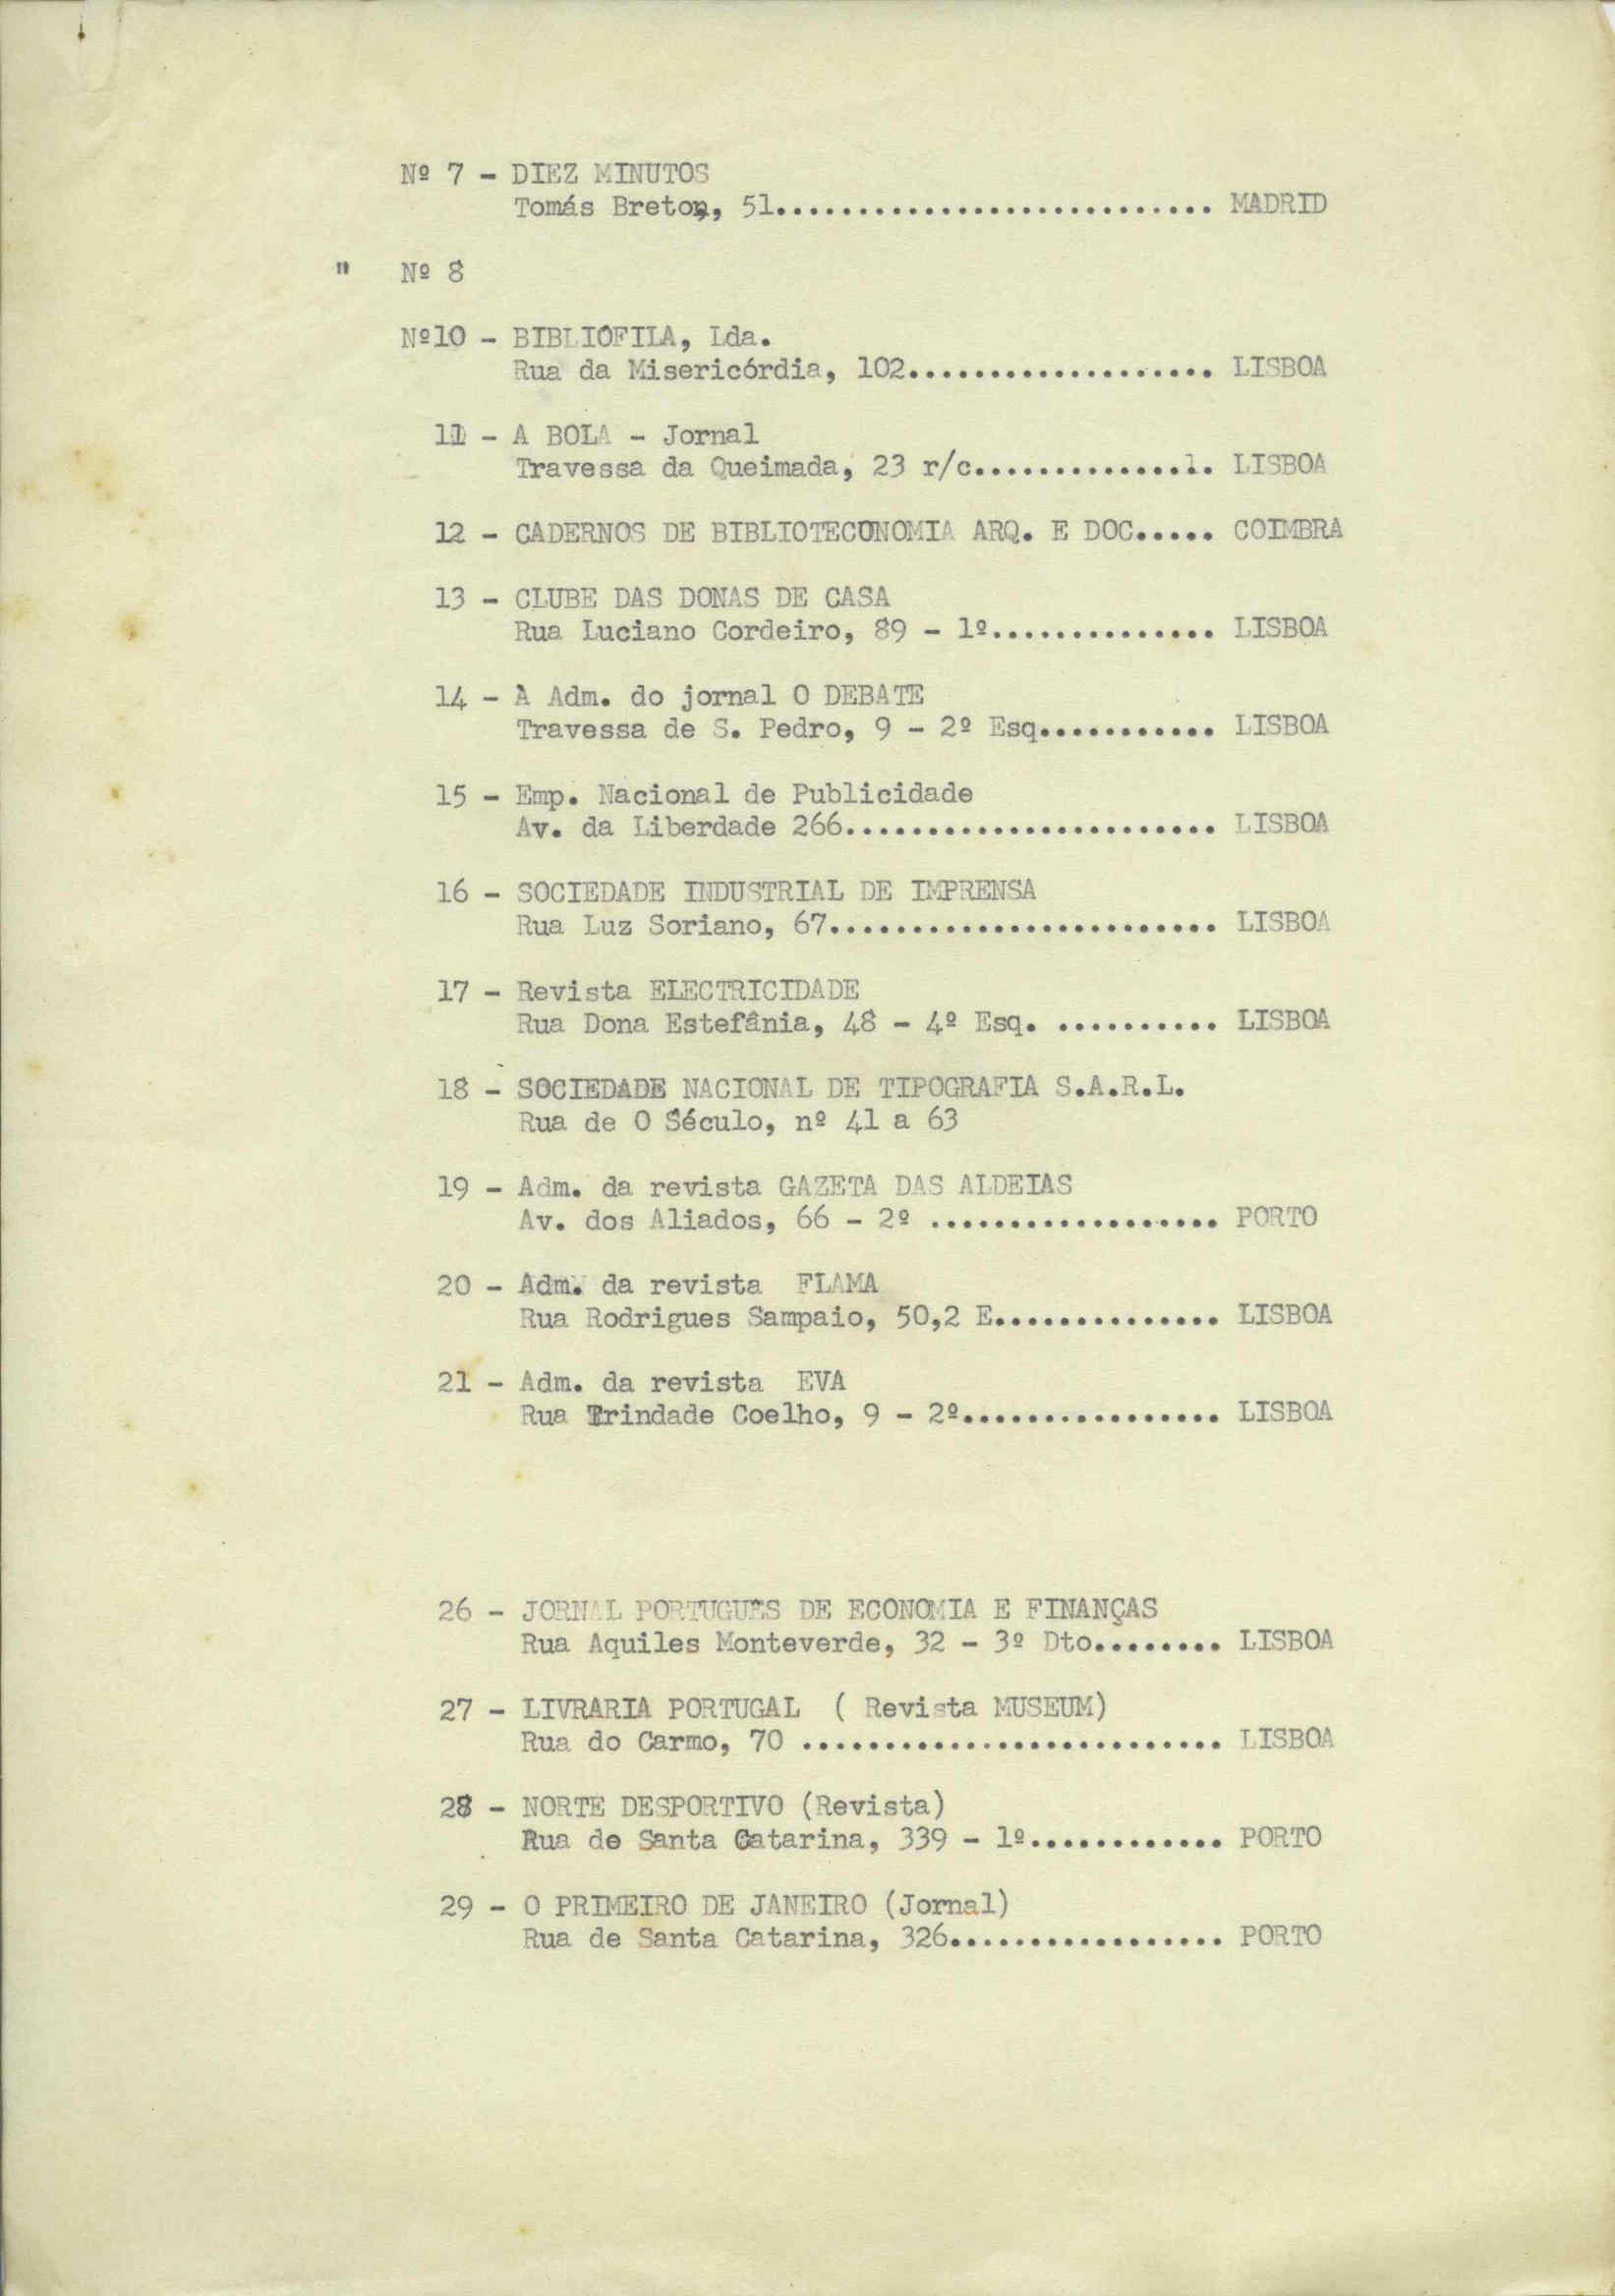 Nº 7 - DIEZ MINUTOS
Tomás Breton, 51........................... MADRID
" Nº 8
Nº10 - BIBLIÓFILA, Lda.
Rua da Misericórdia, 102................... LISBOA
11 - A BOLA - Jornal
Travessa da Queimada, 23 r/c.............1. LISBOA
12 - CADERNOS DE BIBLIOTECONOMIA ARQ. E DOC..... COIMBRA
13 - CLUBE DAS DONAS DE CASA
Rua Luciano Cordeiro, 89 - 1º.............. LISBOA
14 - À Adm. do jornal O DEBATE
Travessa de S. Pedro, 9 - 2º Esq........... LISBOA
15 - Emp. Nacional de Publicidade
Av. da Liberdade 266....................... LISBOA
16 - SOCIEDADE INDUSTRIAL DE IMPRENSA
Rua Luz Soriano, 67........................ LISBOA
17 - Revista ELECTRICIDADE
Rua Dona Estefânia, 48 - 4º Esq. .......... LISBOA
18 - SOCIEDADE NACIONAL DE TIPOGRAFIA S.A.R.L.
Rua de O Século, nº 41 a 63
19 - Adm. da revista GAZETA DAS ALDEIAS
Av. dos Aliados, 66 - 2º .................. PORTO
20 - Adm. da revista FLAMA
Rua Rodrigues Sampaio, 50,2 E.............. LISBOA
21 - Adm. da revista EVA
Rua Trindade Coelho, 9 - 2º................ LISBOA
26 - JORNAL PORTUGUÊS DE ECONOMIA E FINANÇAS
Rua Aquiles Monteverde, 32 - 3º Dto........ LISBOA
27 - LIVRARIA PORTUGAL ( Revista MUSEUM)
Rua do Carmo, 70 .......................... LISBOA
28 - NORTE DESPORTIVO (Revista)
Rua de Santa Catarina, 339 - 1º............ PORTO
29 - O PRIMEIRO DE JANEIRO (Jornal)
Rua de Santa Catarina, 326................. PORTO